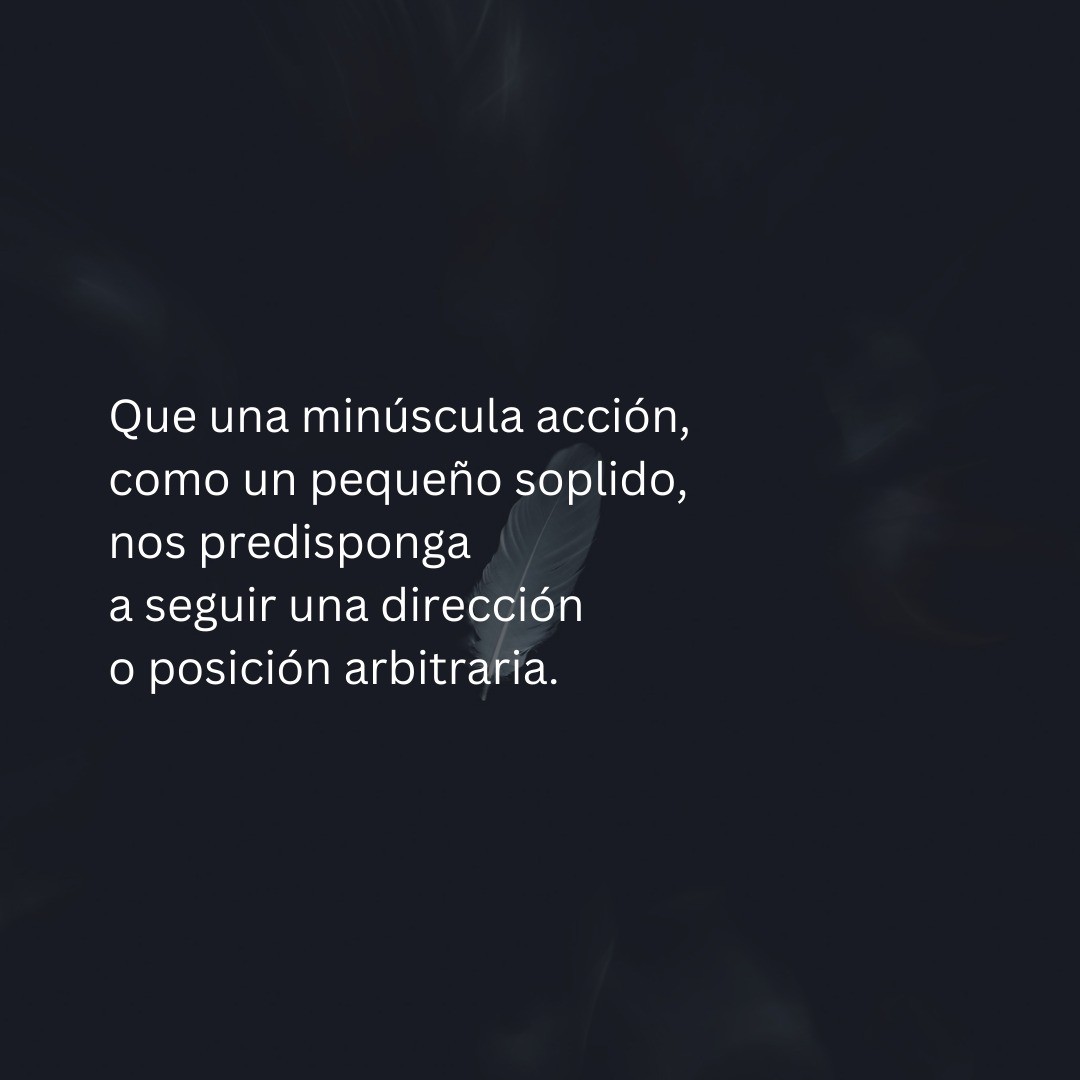 Que una minúscula acción,
como un pequeño soplido,
nos predisponga
a seguir una dirección
o posición arbitraria.